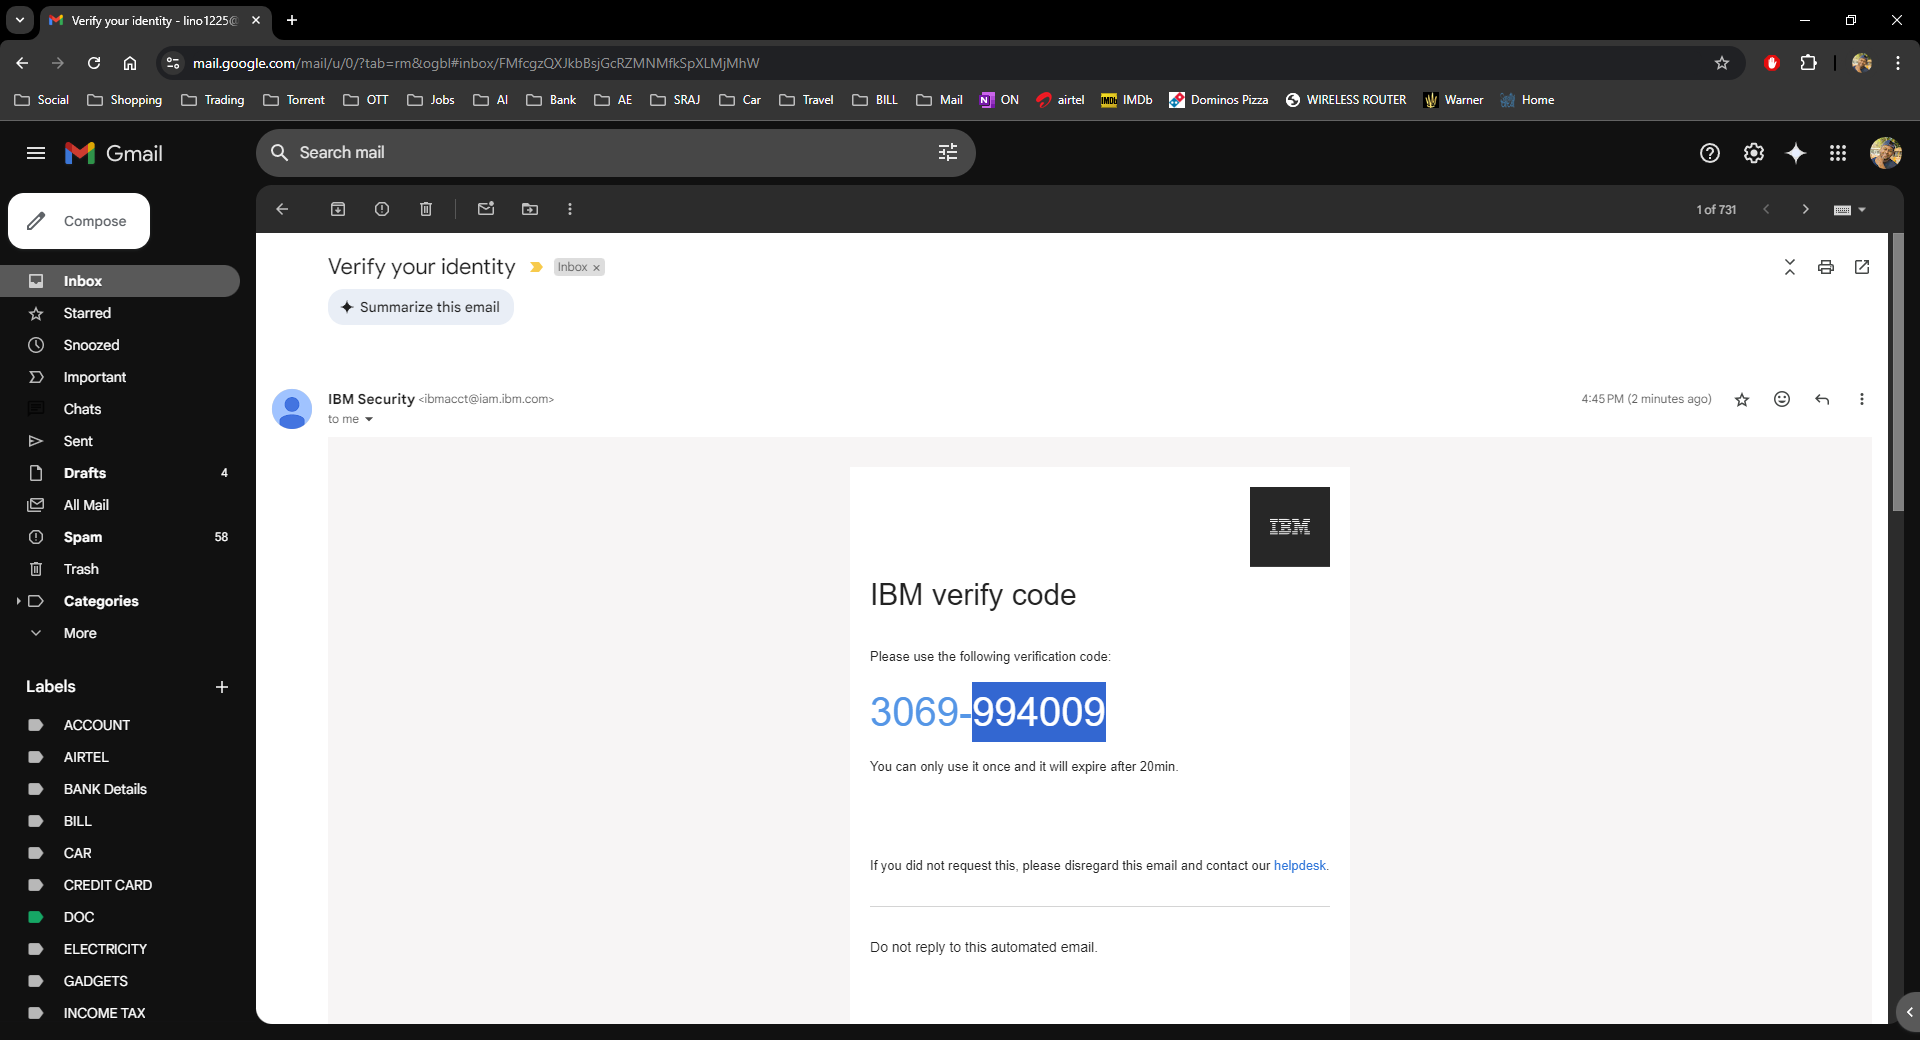 Verify your identity - lino1225@
mail.google.com/mail/u/0/?tab=rm&ogbl#inbox/FMfcgzQXJkbBsjGcRZMNMfkSpXLMjMhW
Social Shopping Trading Torrent OTT Jobs AI Bank AE SRAJ Car Travel BILL Mail ON airtel IMDb Dominos Pizza WIRELESS ROUTER Warner Home
Gmail
Search mail
Compose
1 of 731
Inbox
Starred
Snoozed
Important
Chats
Sent
Drafts 4
All Mail
Spam 58
Trash
Categories
More
Labels
ACCOUNT
AIRTEL
BANK Details
BILL
CAR
CREDIT CARD
DOC
ELECTRICITY
GADGETS
INCOME TAX
Verify your identity Inbox
Summarize this email
IBM Security <ibmacct@iam.ibm.com> 4:45 PM (2 minutes ago)
to me
IBM
IBM verify code
Please use the following verification code:
3069-994009
You can only use it once and it will expire after 20min.
If you did not request this, please disregard this email and contact our helpdesk.
Do not reply to this automated email.